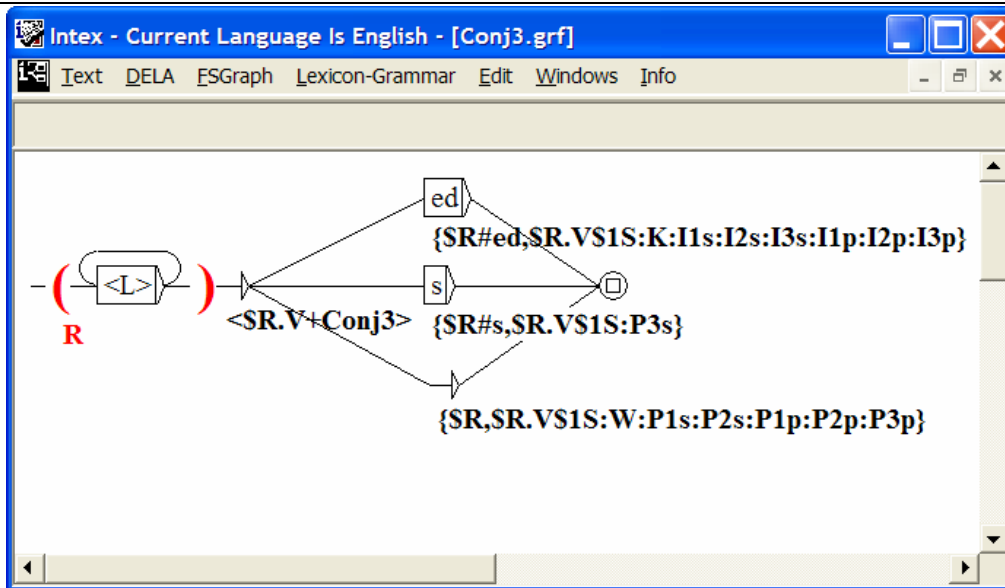 Intex - Current Language Is English - [Conj3.grf]
Text DELA FSGraph Lexicon-Grammar Edit Windows Info
ed
{$R#ed,$R.V$1S:K:I1s:I2s:I3s:I1p:I2p:I3p}
( <L> )
R
<$R.V+Conj3>
s
{$R#s,$R.V$1S:P3s}
{$R,$R.V$1S:W:P1s:P2s:P1p:P2p:P3p}